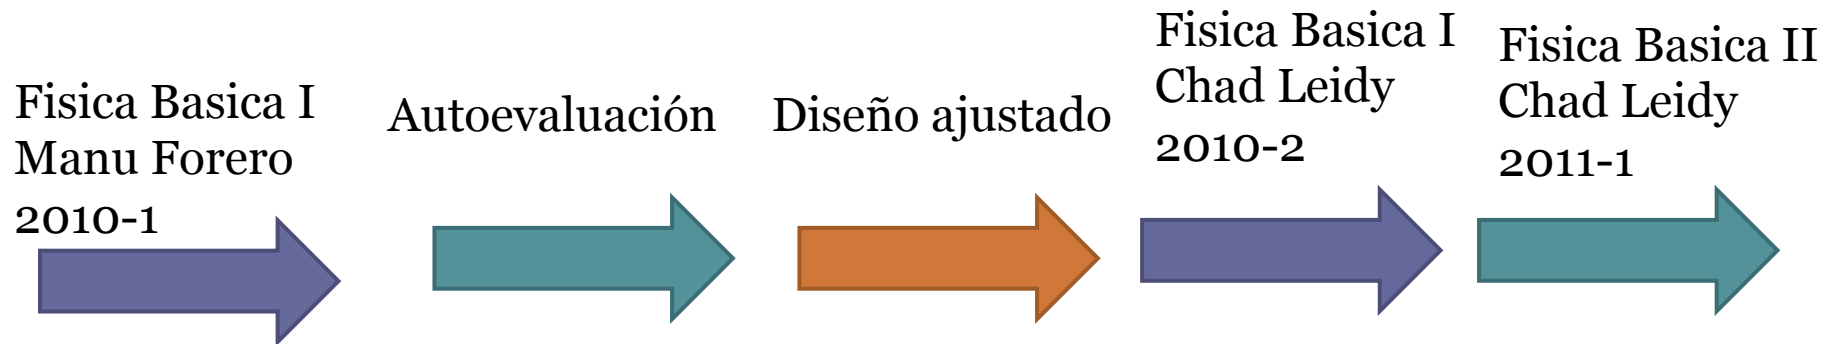 Fisica Basica I
Manu Forero
2010-1
Autoevaluación
Diseño ajustado
Fisica Basica I
Chad Leidy
2010-2
Fisica Basica II
Chad Leidy
2011-1